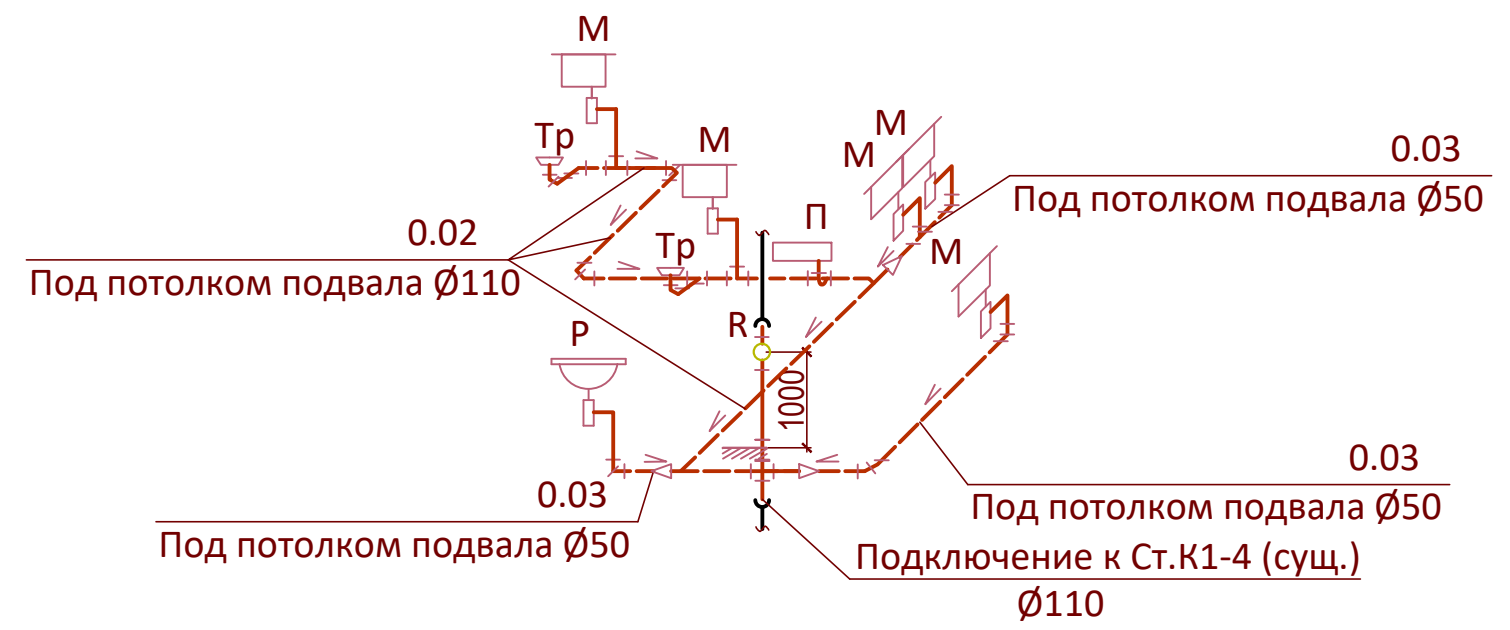 М
Тр
М
М
М
0.03
Под потолком подвала Ø50
0.02
Под потолком подвала Ø110
Тр
П
М
R
Р
1000
0.03
Под потолком подвала Ø50
0.03
Под потолком подвала Ø50
Подключение к Ст.К1-4 (сущ.)
Ø110